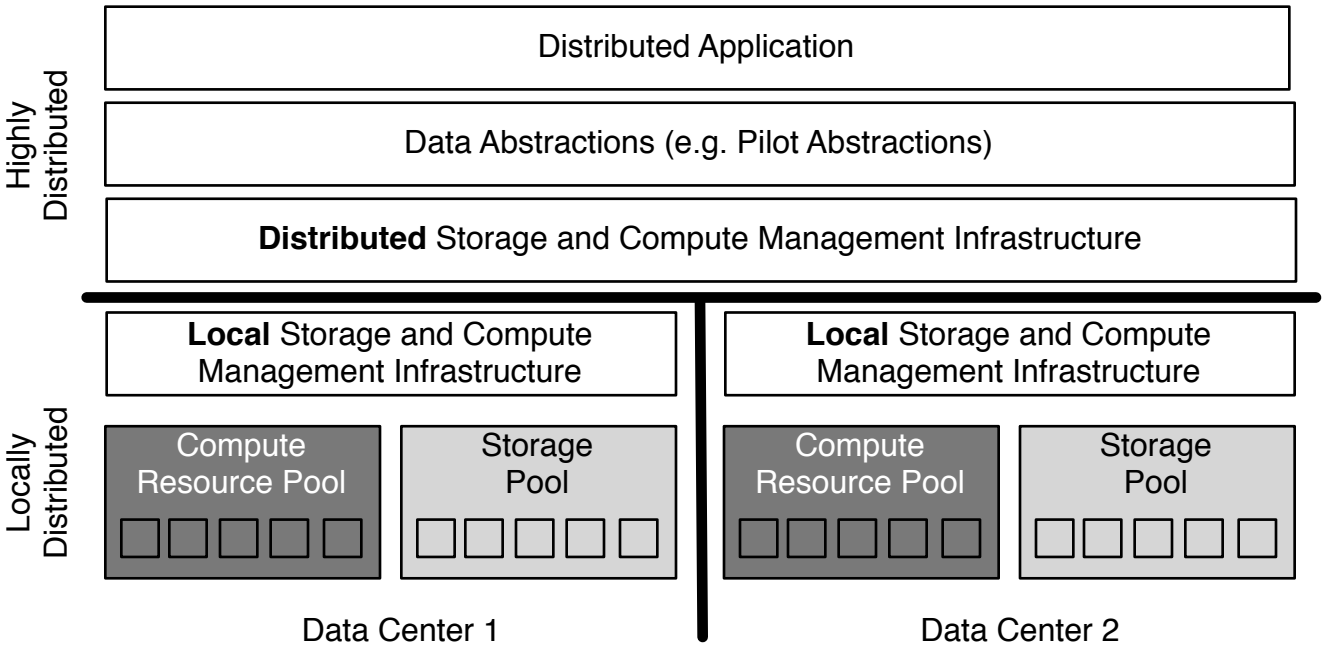 Highly
Distributed
Distributed Application
Data Abstractions (e.g. Pilot Abstractions)
Distributed Storage and Compute Management Infrastructure
Locally
Distributed
Local Storage and Compute
Management Infrastructure
Compute
Resource Pool
Storage
Pool
Data Center 1
Local Storage and Compute
Management Infrastructure
Compute
Resource Pool
Storage
Pool
Data Center 2